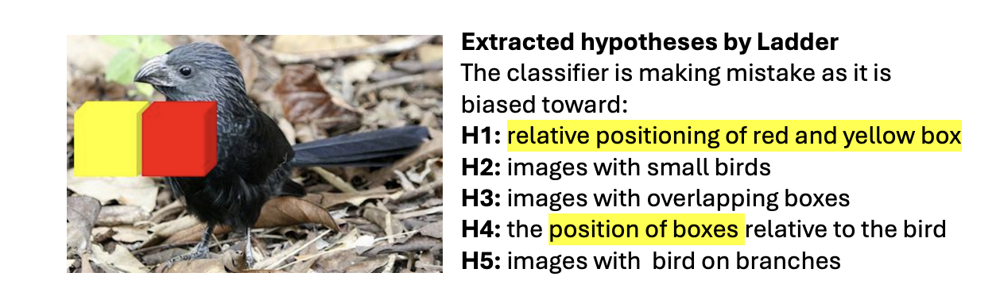 Extracted hypotheses by Ladder
The classifier is making mistake as it is
biased toward:
H1: relative positioning of red and yellow box
H2: images with small birds
H3: images with overlapping boxes
H4: the position of boxes relative to the bird
H5: images with  bird on branches